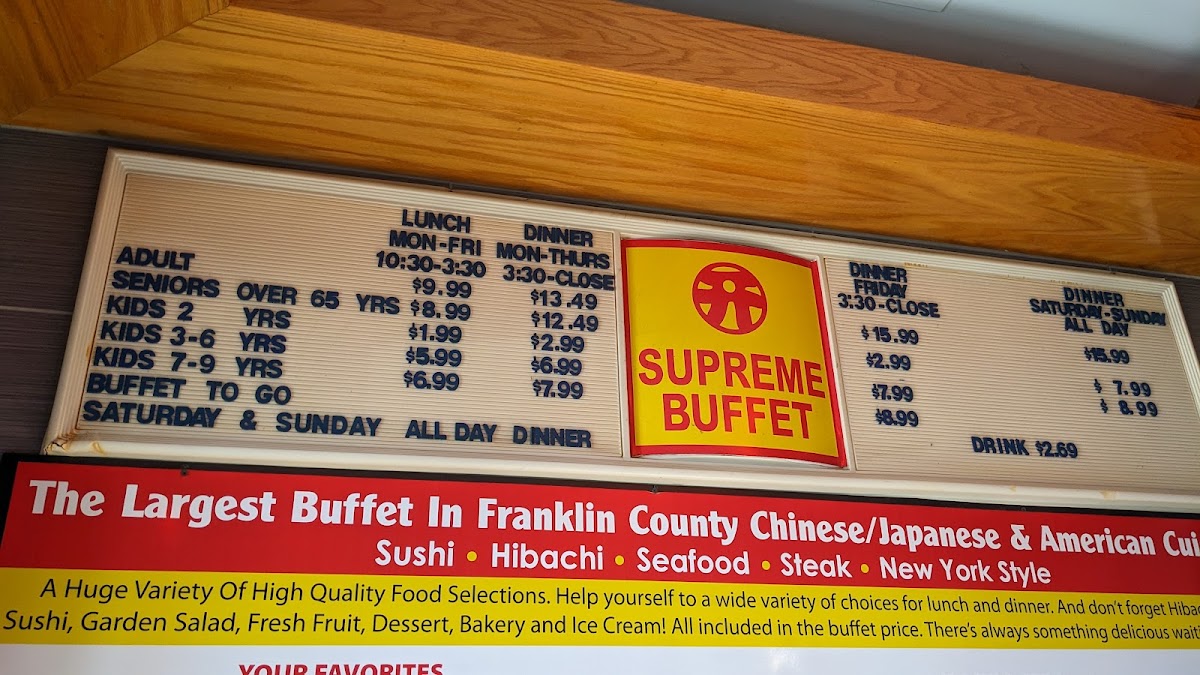 LUNCH DINNER
MON-FRI MON-THURS
10:30-3:30 3:30-CLOSE
ADULT $9.99 $13.49
SENIORS OVER 65 YRS $8.99 $12.49
KIDS 2 YRS $1.99 $2.99
KIDS 3-6 YRS $5.99 $6.99
KIDS 7-9 YRS $6.99 $7.99
BUFFET TO GO
SATURDAY & SUNDAY ALL DAY DINNER
SUPREME
BUFFET
DINNER
FRIDAY
3:30-CLOSE
$15.99
$2.99
$7.99
$8.99
DINNER
SATURDAY-SUNDAY
ALL DAY
$15.99
$7.99
$8.99
DRINK $2.69
The Largest Buffet In Franklin County Chinese/Japanese & American Cui
Sushi • Hibachi • Seafood • Steak • New York Style
A Huge Variety Of High Quality Food Selections. Help yourself to a wide variety of choices for lunch and dinner. And don't forget Hibac
Sushi, Garden Salad, Fresh Fruit, Dessert, Bakery and Ice Cream! All included in the buffet price. There's always something delicious waiti
YOUR FAVORITES